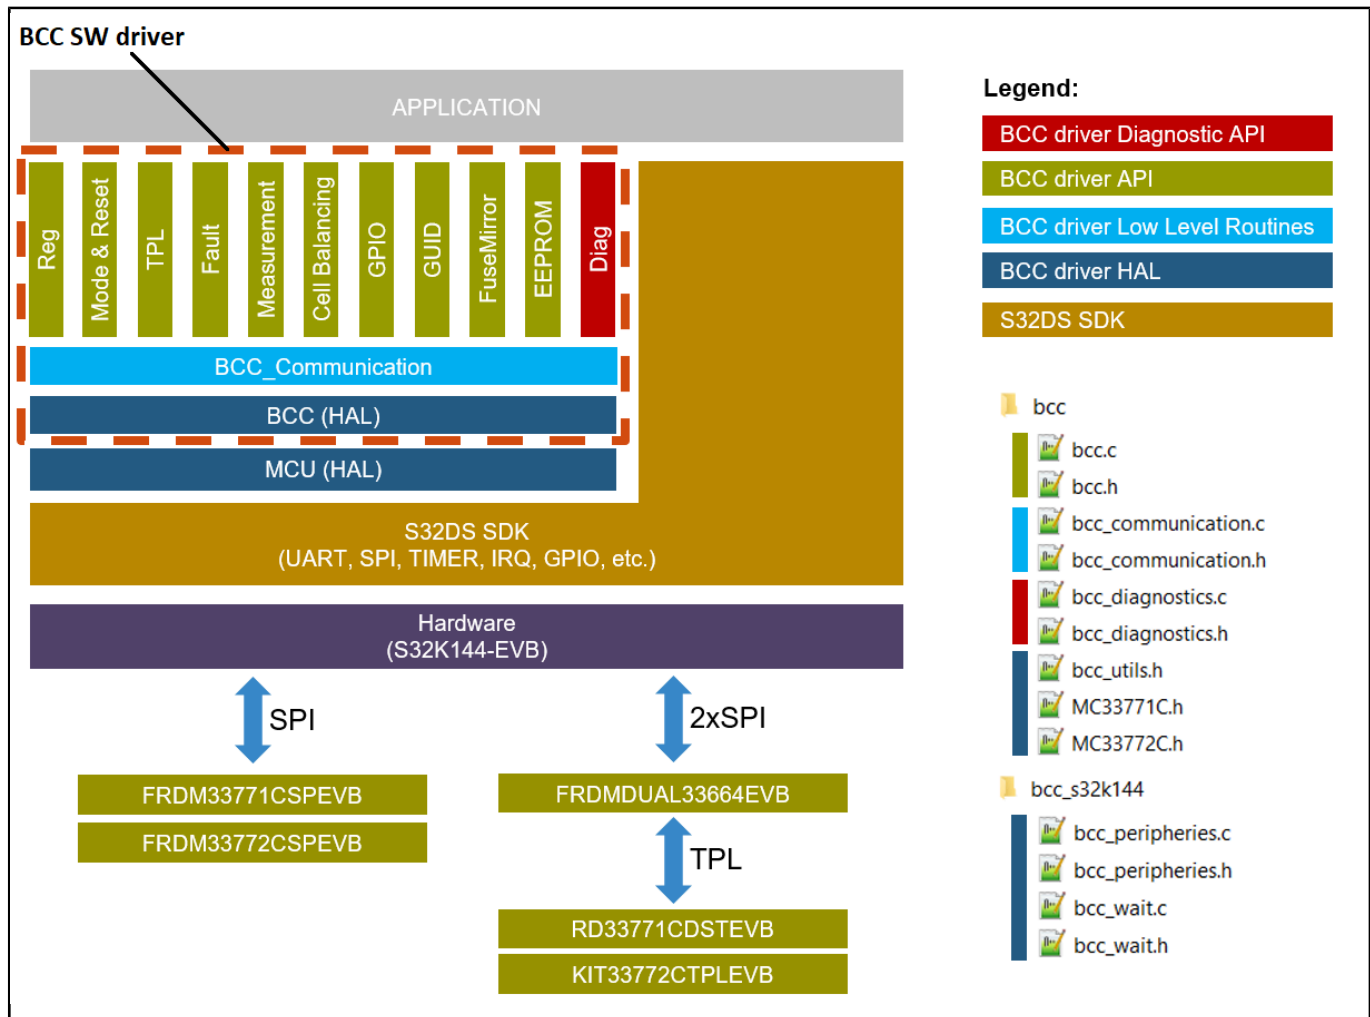 BCC SW driver
APPLICATION
Reg
Mode & Reset
TPL
Fault
Measurement
Cell Balancing
GPIO
GUID
FuseMirror
EEPROM
Diag
BCC_Communication
BCC (HAL)
MCU (HAL)
S32DS SDK
(UART, SPI, TIMER, IRQ, GPIO, etc.)
Hardware
(S32K144-EVB)
SPI
2xSPI
FRDM33771CSPEVB
FRDM33772CSPEVB
FRDMDUAL33664EVB
TPL
RD33771CDSTEVB
KIT33772CTPLEVB
Legend:
BCC driver Diagnostic API
BCC driver API
BCC driver Low Level Routines
BCC driver HAL
S32DS SDK
bcc
bcc.c
bcc.h
bcc_communication.c
bcc_communication.h
bcc_diagnostics.c
bcc_diagnostics.h
bcc_utils.h
MC33771C.h
MC33772C.h
bcc_s32k144
bcc_peripheries.c
bcc_peripheries.h
bcc_wait.c
bcc_wait.h